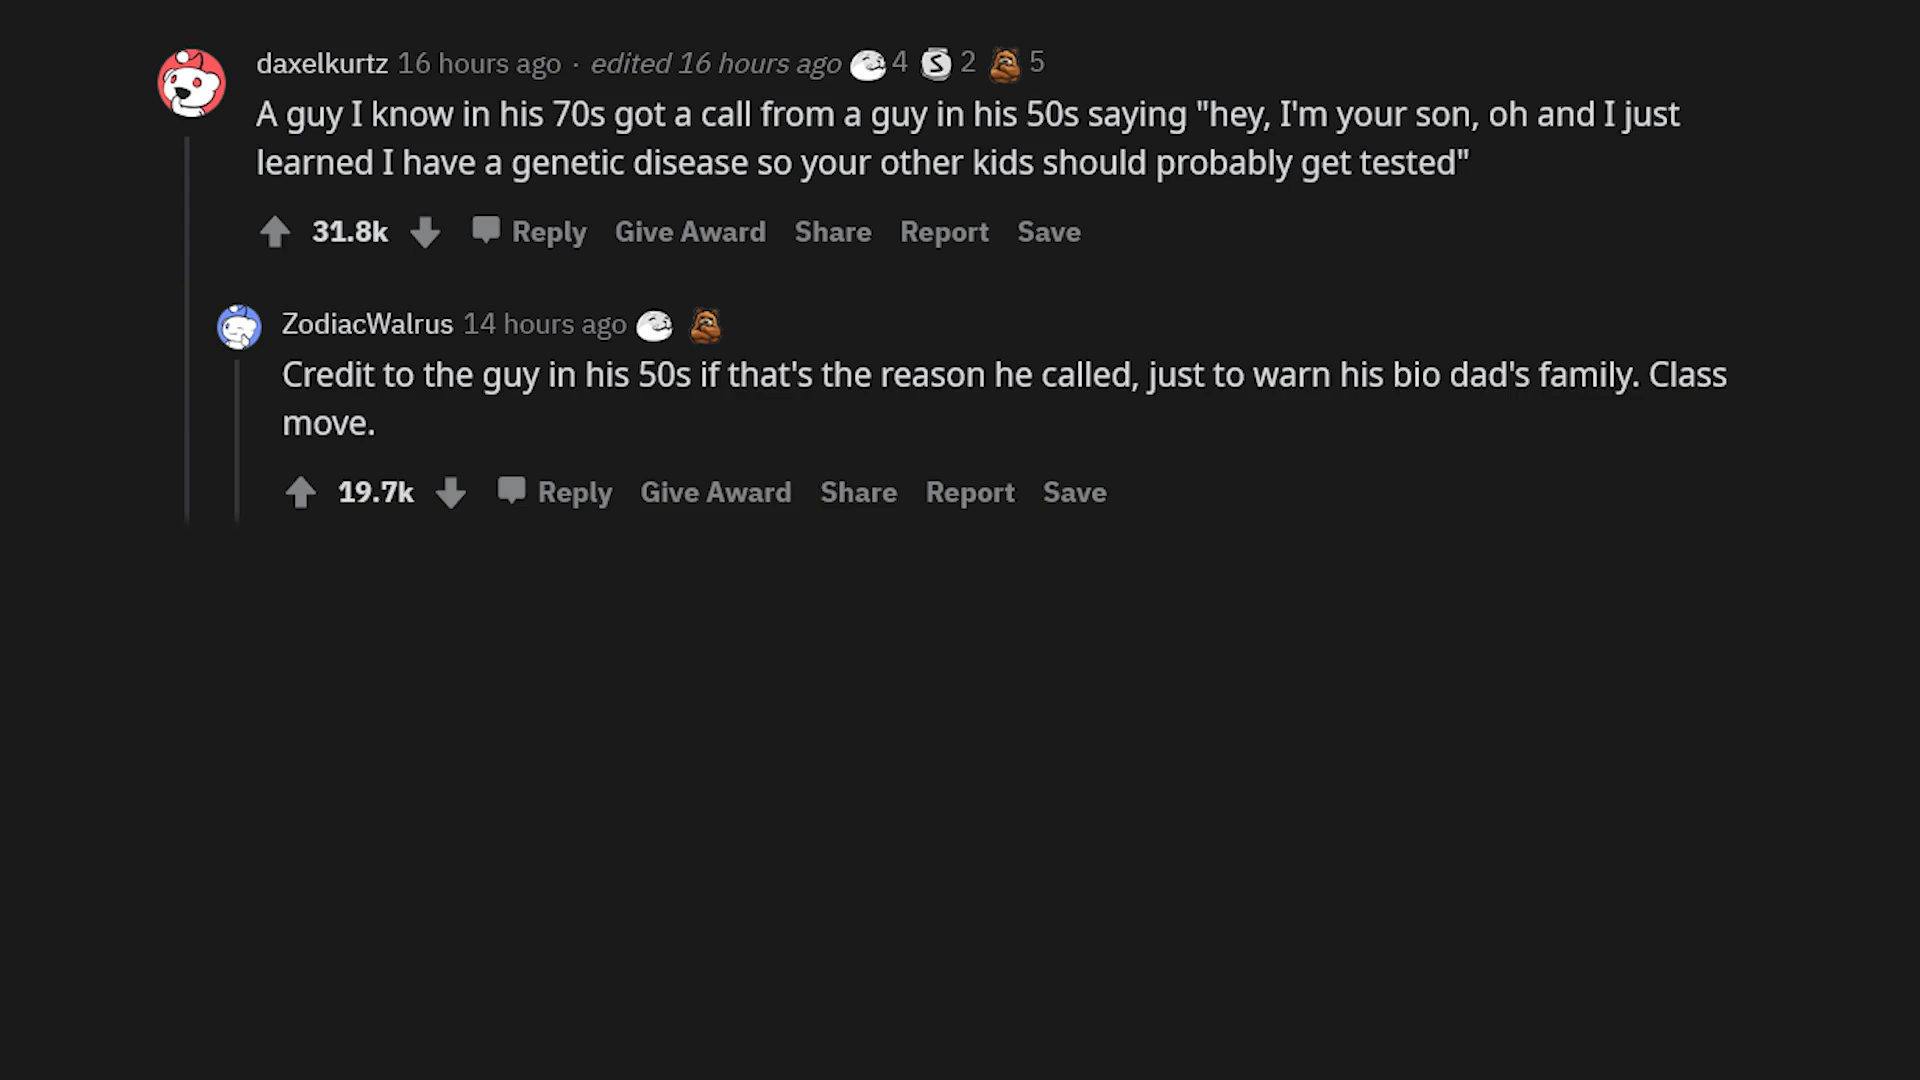 daxelkurtz 16 hours ago · edited 16 hours ago 4 S 2 5
A guy I know in his 70s got a call from a guy in his 50s saying "hey, I'm your son, oh and I just
learned I have a genetic disease so your other kids should probably get tested"
31.8k Reply Give Award Share Report Save
ZodiacWalrus 14 hours ago
Credit to the guy in his 50s if that's the reason he called, just to warn his bio dad's family. Class
move.
19.7k Reply Give Award Share Report Save